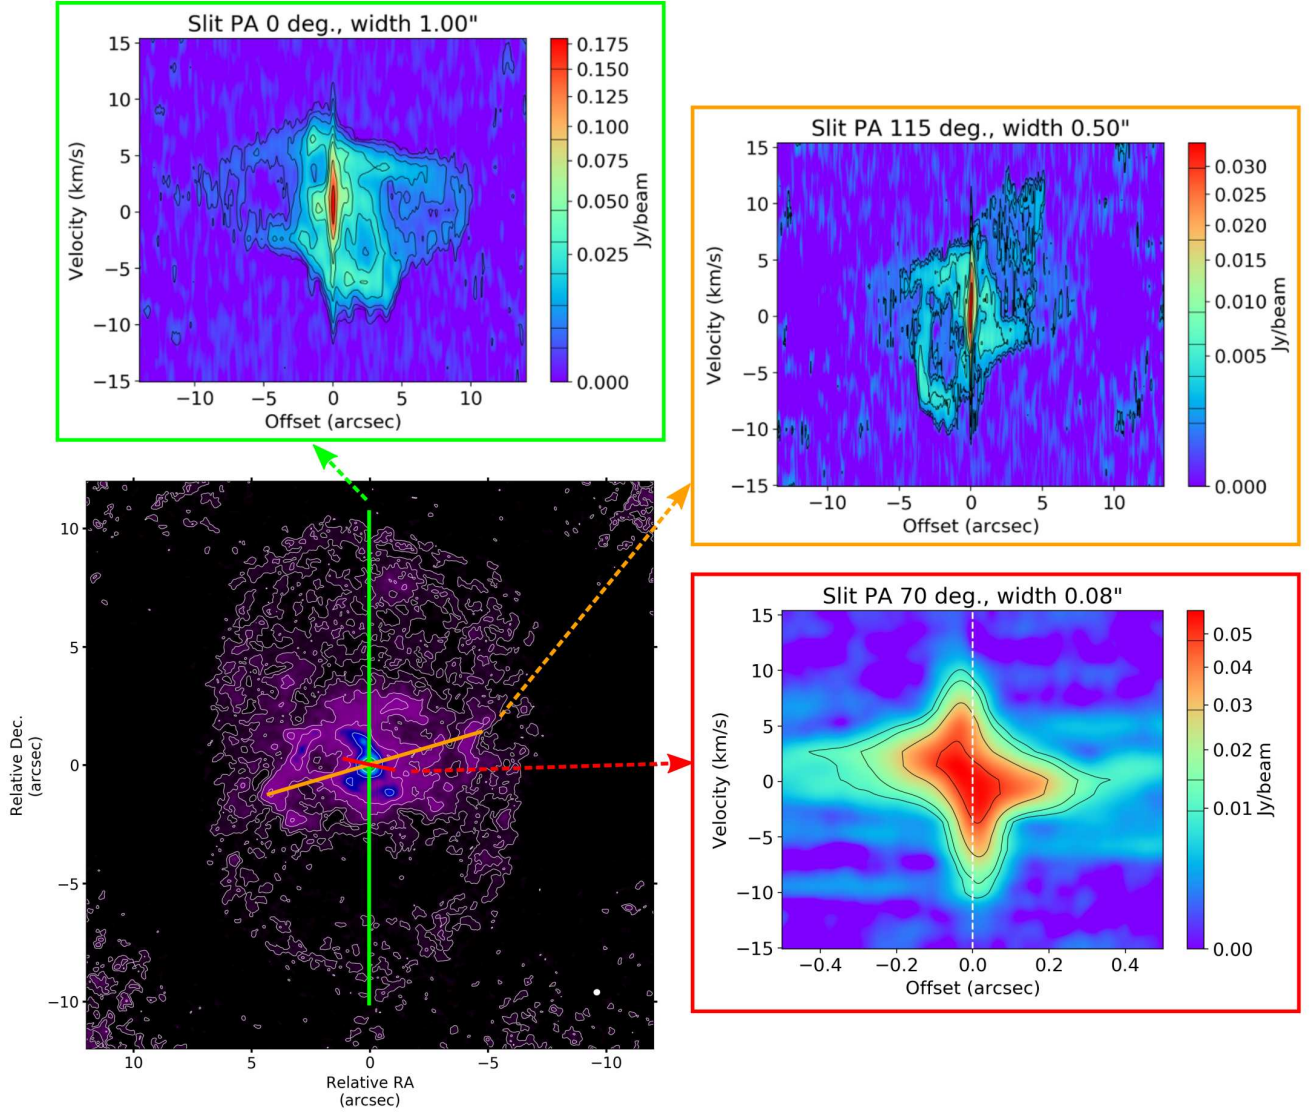 Slit PA 0 deg., width 1.00"
15
10
5
0
−5
−10
−15
Velocity (km/s)
−10 −5 0 5 10
Offset (arcsec)
0.175
0.150
0.125
0.100
0.075
0.050
0.025
0.000
Jy/beam
Slit PA 115 deg., width 0.50"
15
10
5
0
−5
−10
−15
Velocity (km/s)
−10 −5 0 5 10
Offset (arcsec)
0.030
0.025
0.020
0.015
0.010
0.005
0.000
Jy/beam
10
5
0
−5
−10
Relative Dec.
(arcsec)
10 5 0 −5 −10
Relative RA
(arcsec)
Slit PA 70 deg., width 0.08"
15
10
5
0
−5
−10
−15
Velocity (km/s)
−0.4 −0.2 0.0 0.2 0.4
Offset (arcsec)
0.05
0.04
0.03
0.02
0.01
0.00
Jy/beam